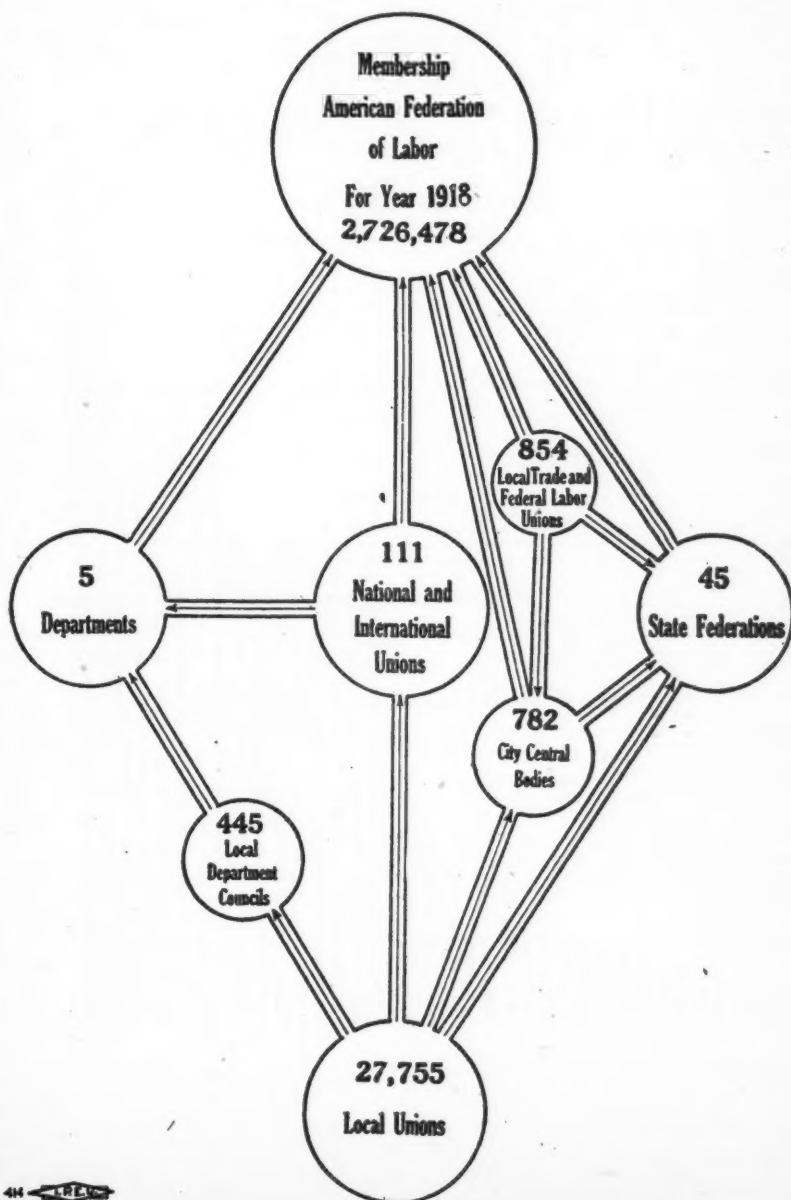 Membership
American Federation
of Labor
For Year 1918
2,726,478
854
Local Trade and
Federal Labor
Unions
5
Departments
111
National and
International
Unions
45
State Federations
782
City Central
Bodies
445
Local
Department
Councils
27,755
Local Unions
414